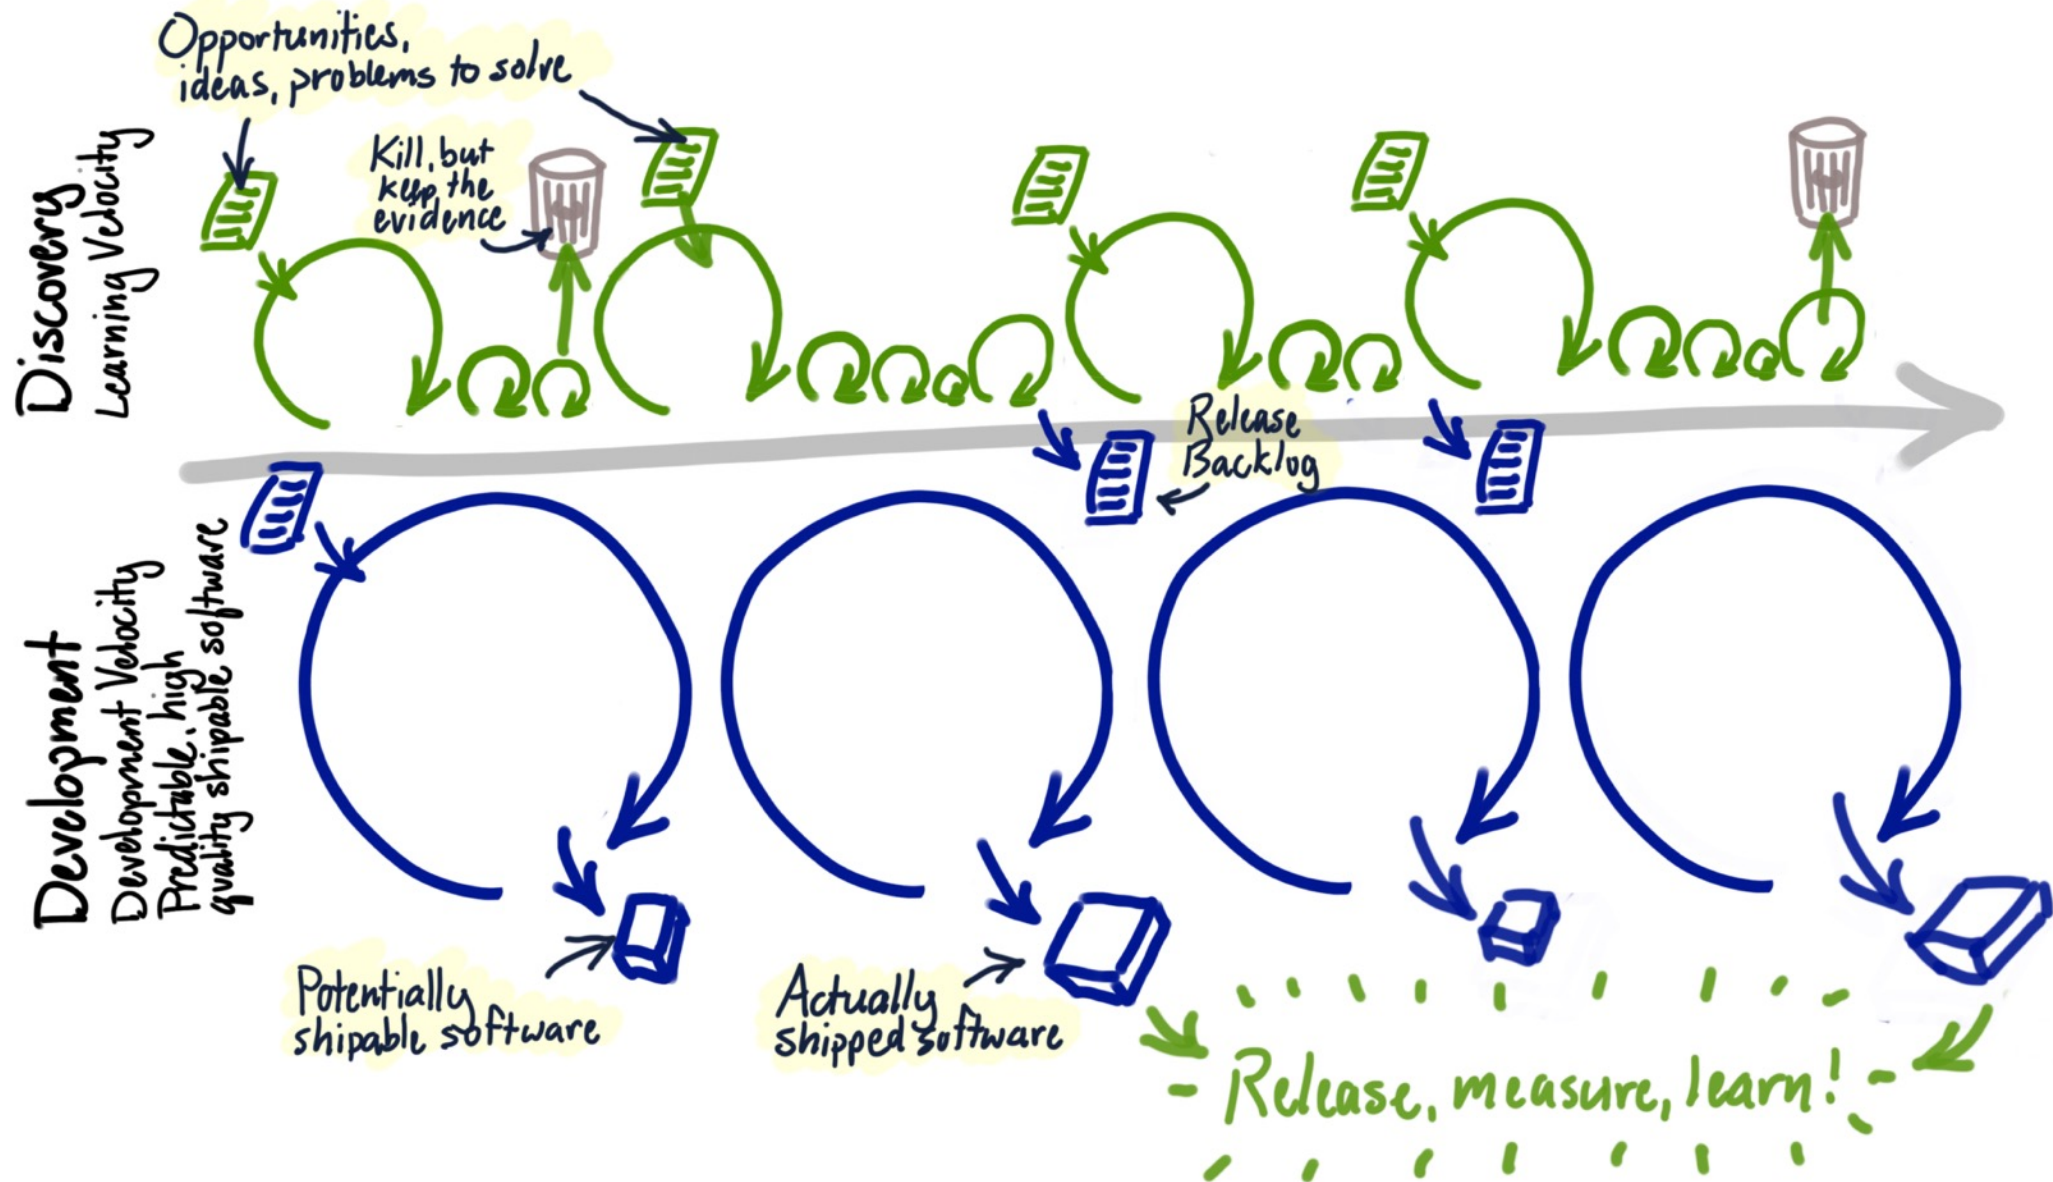 Opportunities,
ideas, problems to solve
Kill, but
keep the
evidence
Discovery
Learning Velocity
Release
Backlog
Development
Development Velocity
Predictable, high
quality shipable software
Potentially
shipable software
Actually
shipped software
Release, measure, learn!